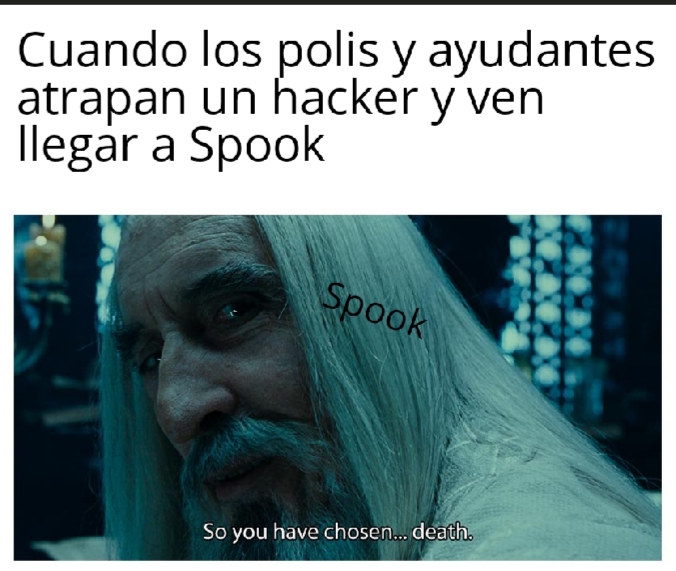 Cuando los polis y ayudantes
atrapan un hacker y ven
llegar a Spook
Spook
So you have chosen... death.